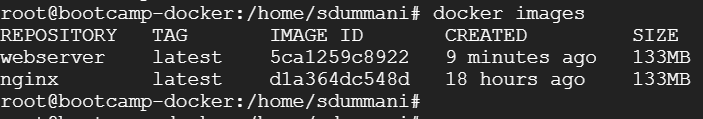 root@bootcamp-docker:/home/sdummani# docker images
REPOSITORY TAG IMAGE ID CREATED SIZE
webserver latest 5ca1259c8922 9 minutes ago 133MB
nginx latest d1a364dc548d 18 hours ago 133MB
root@bootcamp-docker:/home/sdummani#